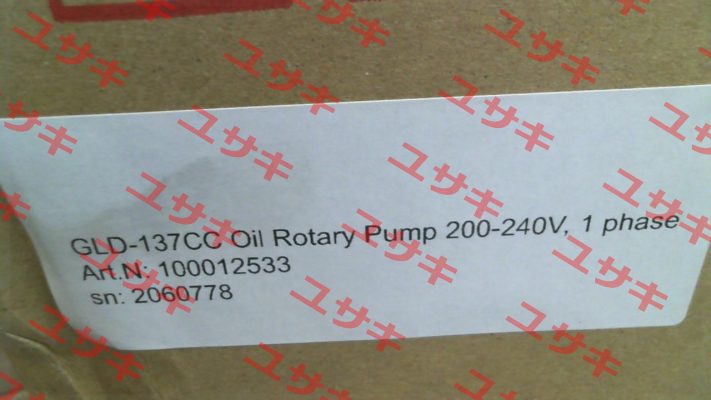 GLD-137CC Oil Rotary Pump 200-240V, 1 phase
Art.N: 100012533
sn: 2060778
ユサキ